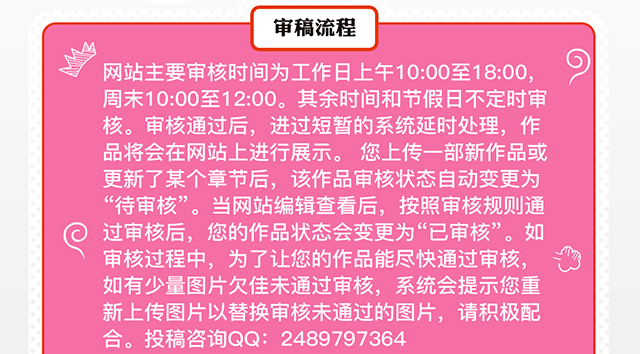 审稿流程
网站主要审核时间为工作日上午10:00至18:00,
周末10:00至12:00。其余时间和节假日不定时审
核。审核通过后，进过短暂的系统延时处理，作
品将会在网站上进行展示。 您上传一部新作品或
更新了某个章节后，该作品审核状态自动变更为
“待审核”。当网站编辑查看后，按照审核规则通
过审核后，您的作品状态会变更为“已审核”。如
审核过程中，为了让您的作品能尽快通过审核，
如有少量图片欠佳未通过审核，系统会提示您重
新上传图片以替换审核未通过的图片，请积极配
合。投稿咨询QQ：2489797364